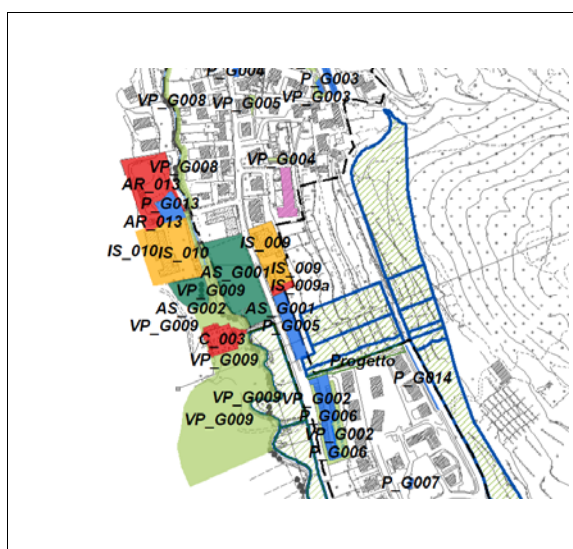 P_G004
P_G003
VP_G008
VP_G005
VP_G003
VP_G004
VP_G008
AR_013
P_G013
AR_013
IS_009
IS_010
IS_010
AS_G001
IS_009
IS_009a
VP_G009
AS_G002
AS_G001
VP_G009
P_G005
C_003
VP_G009
Progetto
P_G014
VP_G009
VP_G002
VP_G009
P_G006
VP_G002
P_G006
P_G007